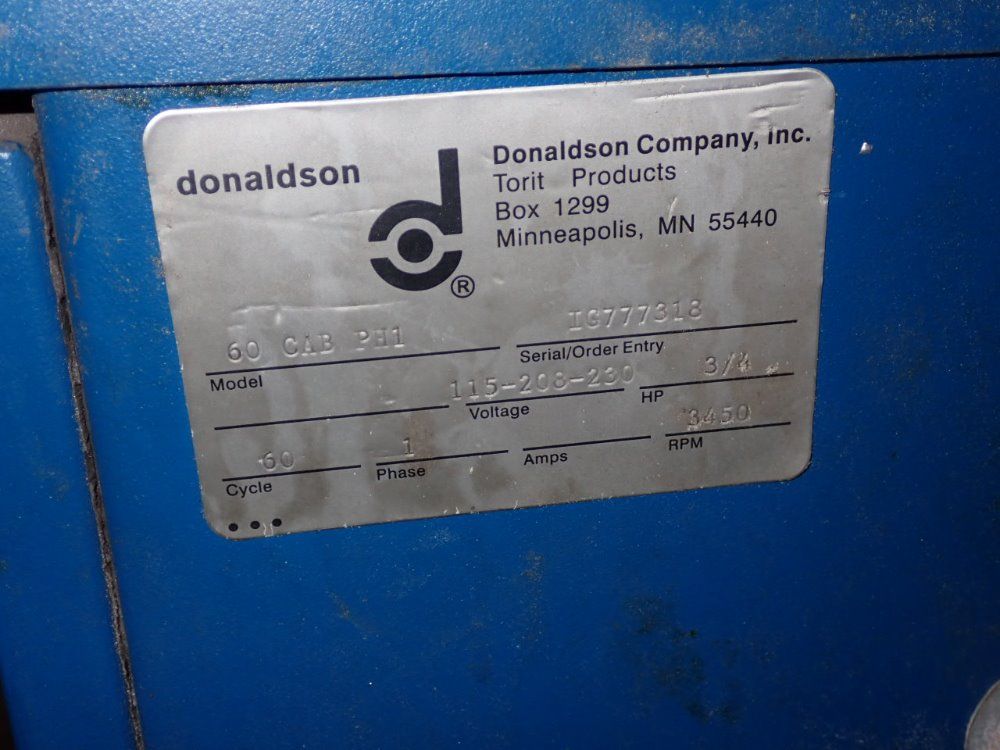 donaldson
d
®
Donaldson Company, Inc.
Torit Products
Box 1299
Minneapolis, MN 55440
60 CAB PH1
Model
IG777318
Serial/Order Entry
115-208-230
Voltage
3/4
HP
60
Cycle
1
Phase
Amps
3450
RPM